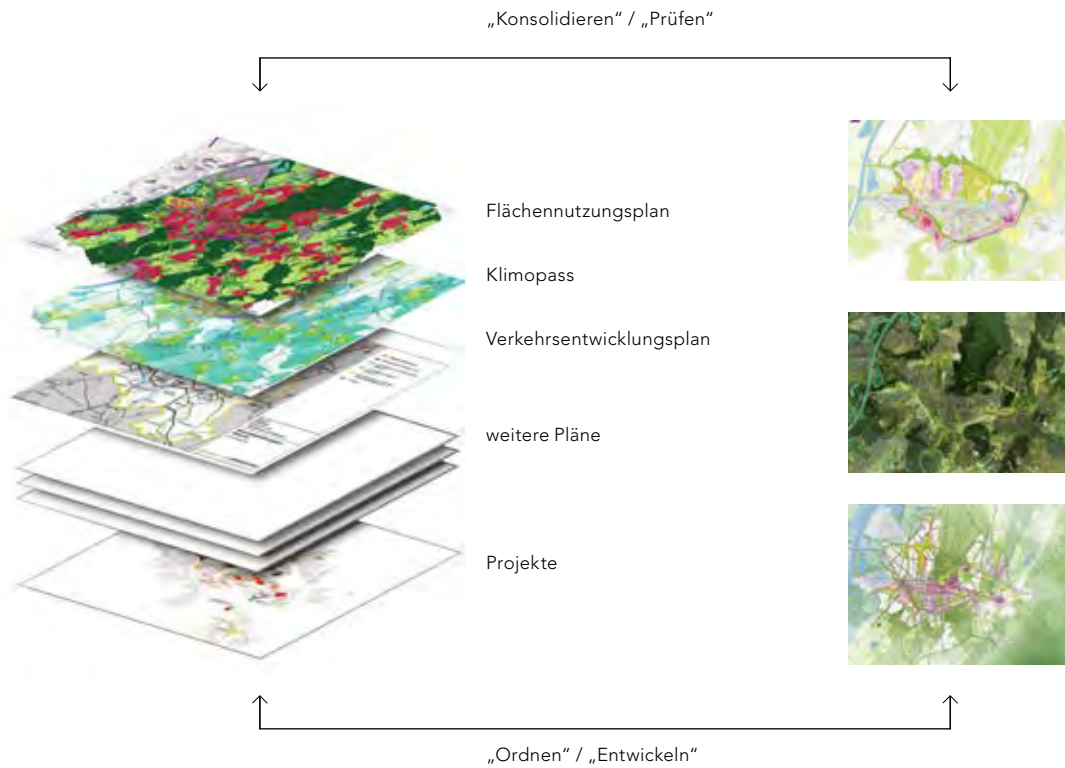 „Konsolidieren“ / „Prüfen“
Flächennutzungsplan
Klimopass
Verkehrsentwicklungsplan
weitere Pläne
Projekte
„Ordnen“ / „Entwickeln“